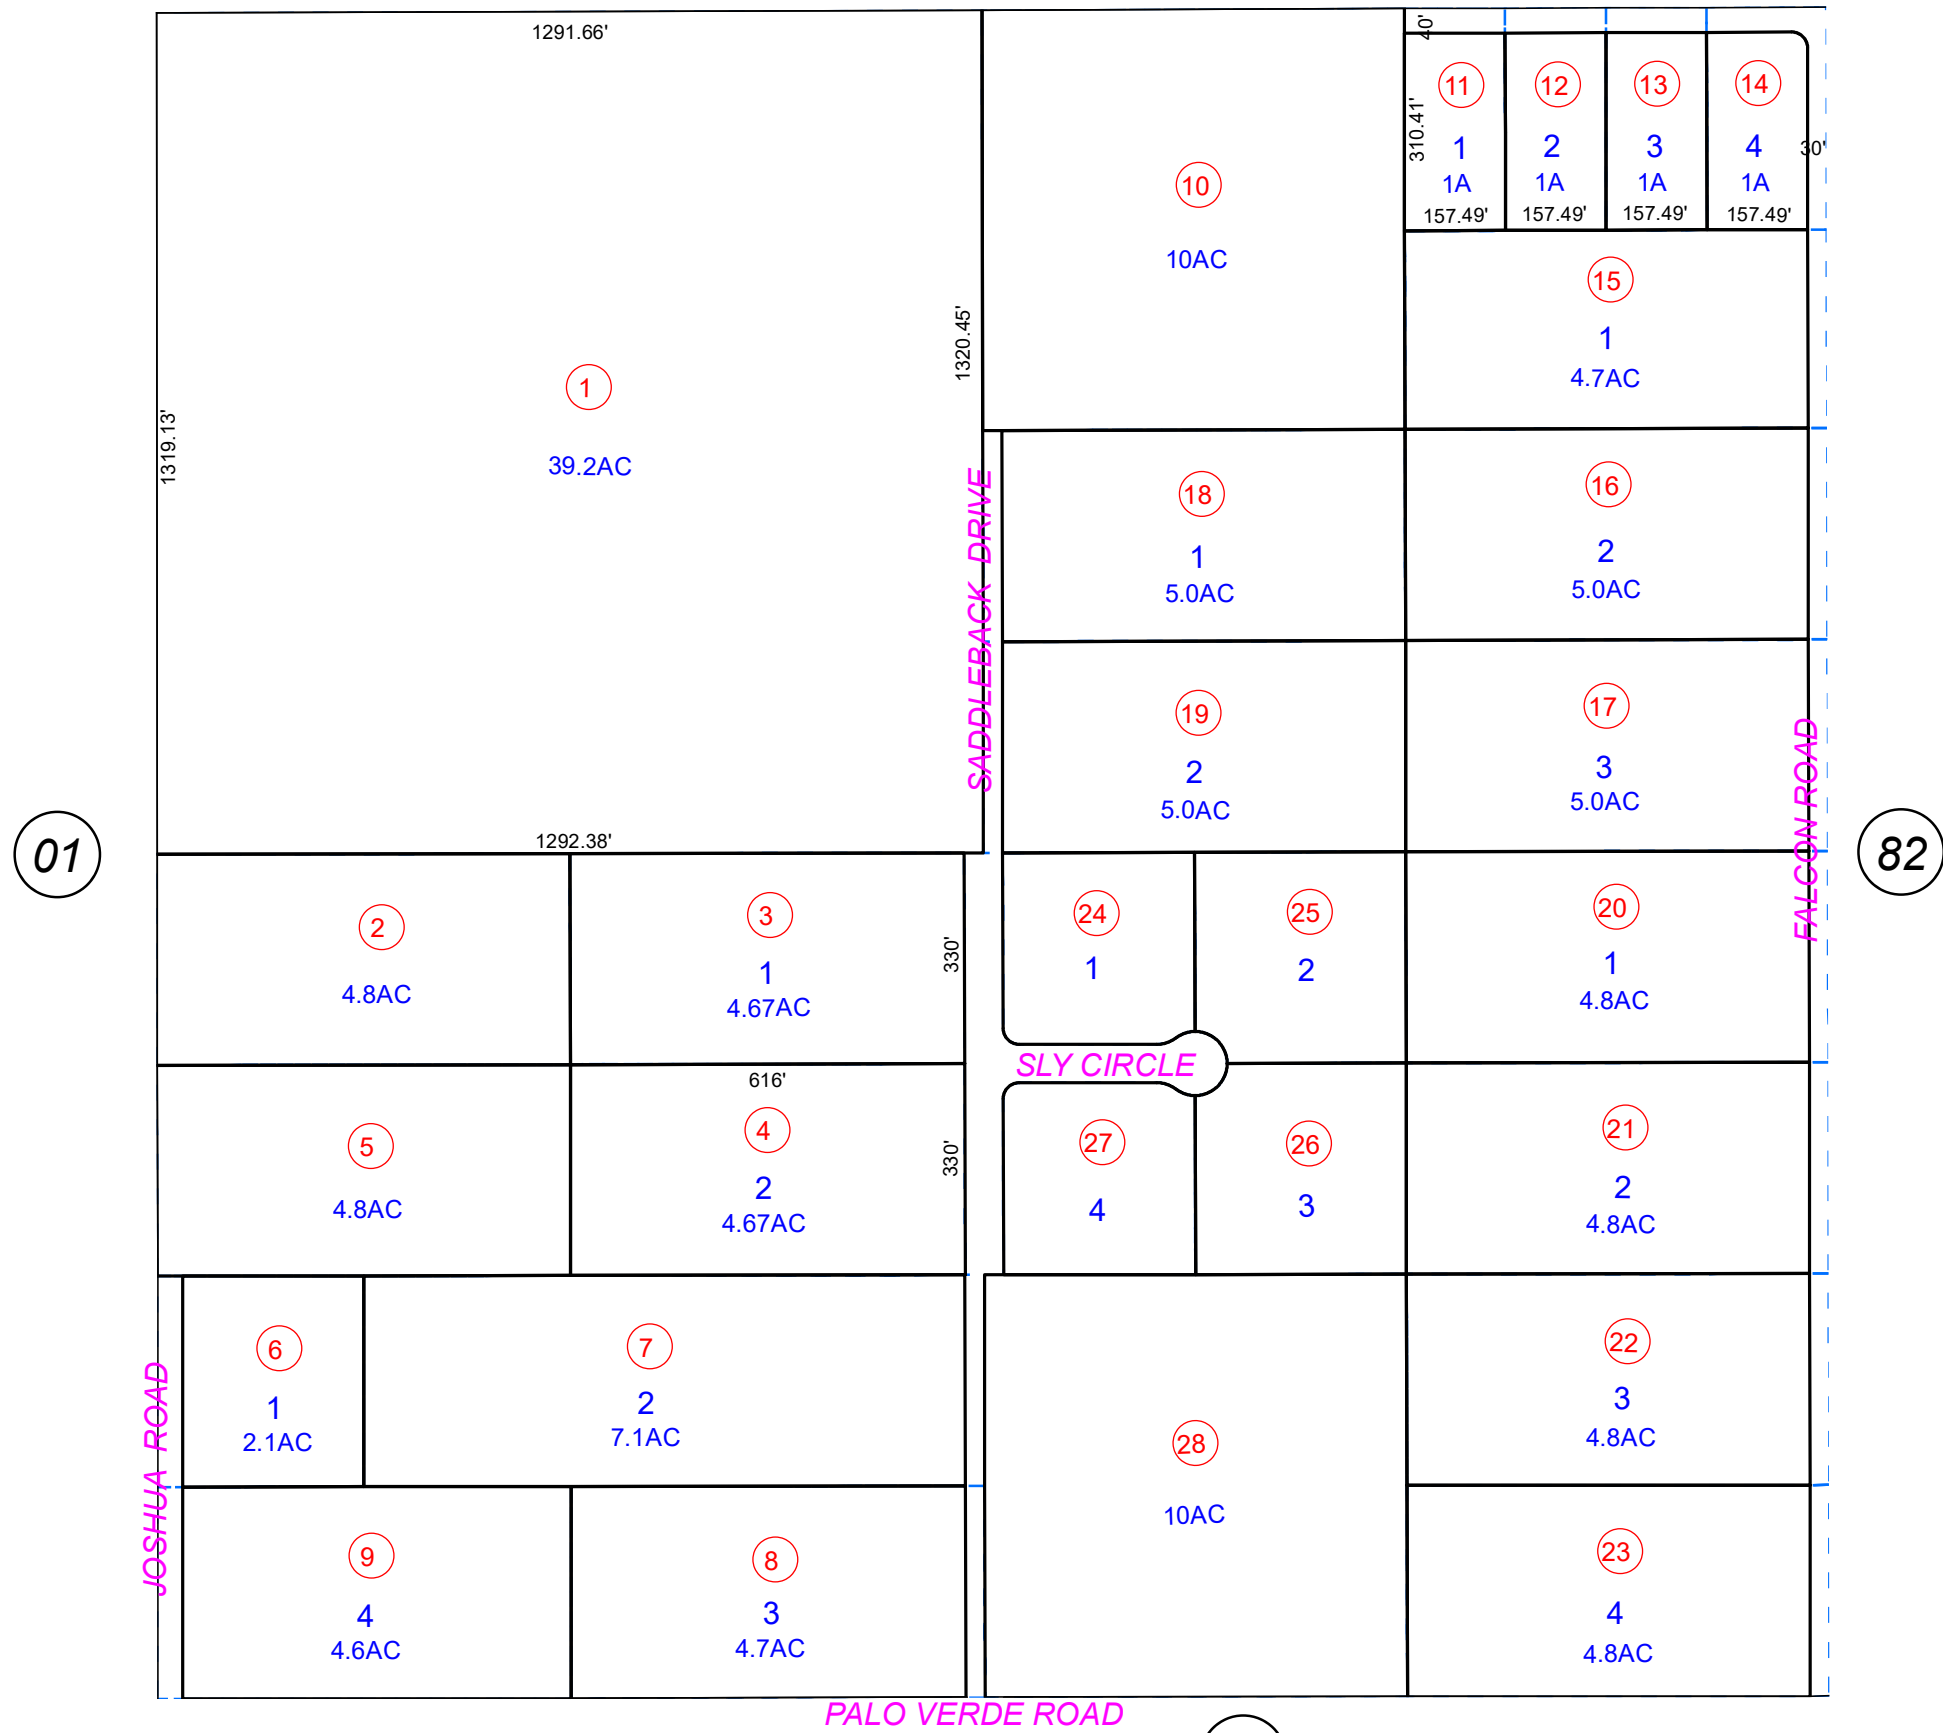 1291.66'
1319.13'
1
39.2AC
1320.45'
1292.38'
10
10AC
40'
310.41'
11
1
1A
157.49'
12
2
1A
157.49'
13
3
1A
157.49'
14
4
1A
157.49'
30'
15
1
4.7AC
SADDLEBACK DRIVE
18
1
5.0AC
16
2
5.0AC
19
2
5.0AC
17
3
5.0AC
FALCON ROAD
01
82
2
4.8AC
3
1
4.67AC
330'
24
1
25
2
20
1
4.8AC
SLY CIRCLE
5
4.8AC
616'
4
2
4.67AC
330'
27
4
26
3
21
2
4.8AC
JOSHUA ROAD
6
1
2.1AC
7
2
7.1AC
28
10AC
22
3
4.8AC
9
4
4.6AC
8
3
4.7AC
23
4
4.8AC
PALO VERDE ROAD